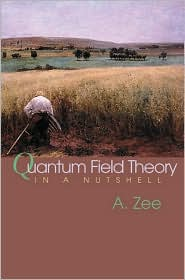 Quantum Field Theory
IN A NUTSHELL
A. Zee